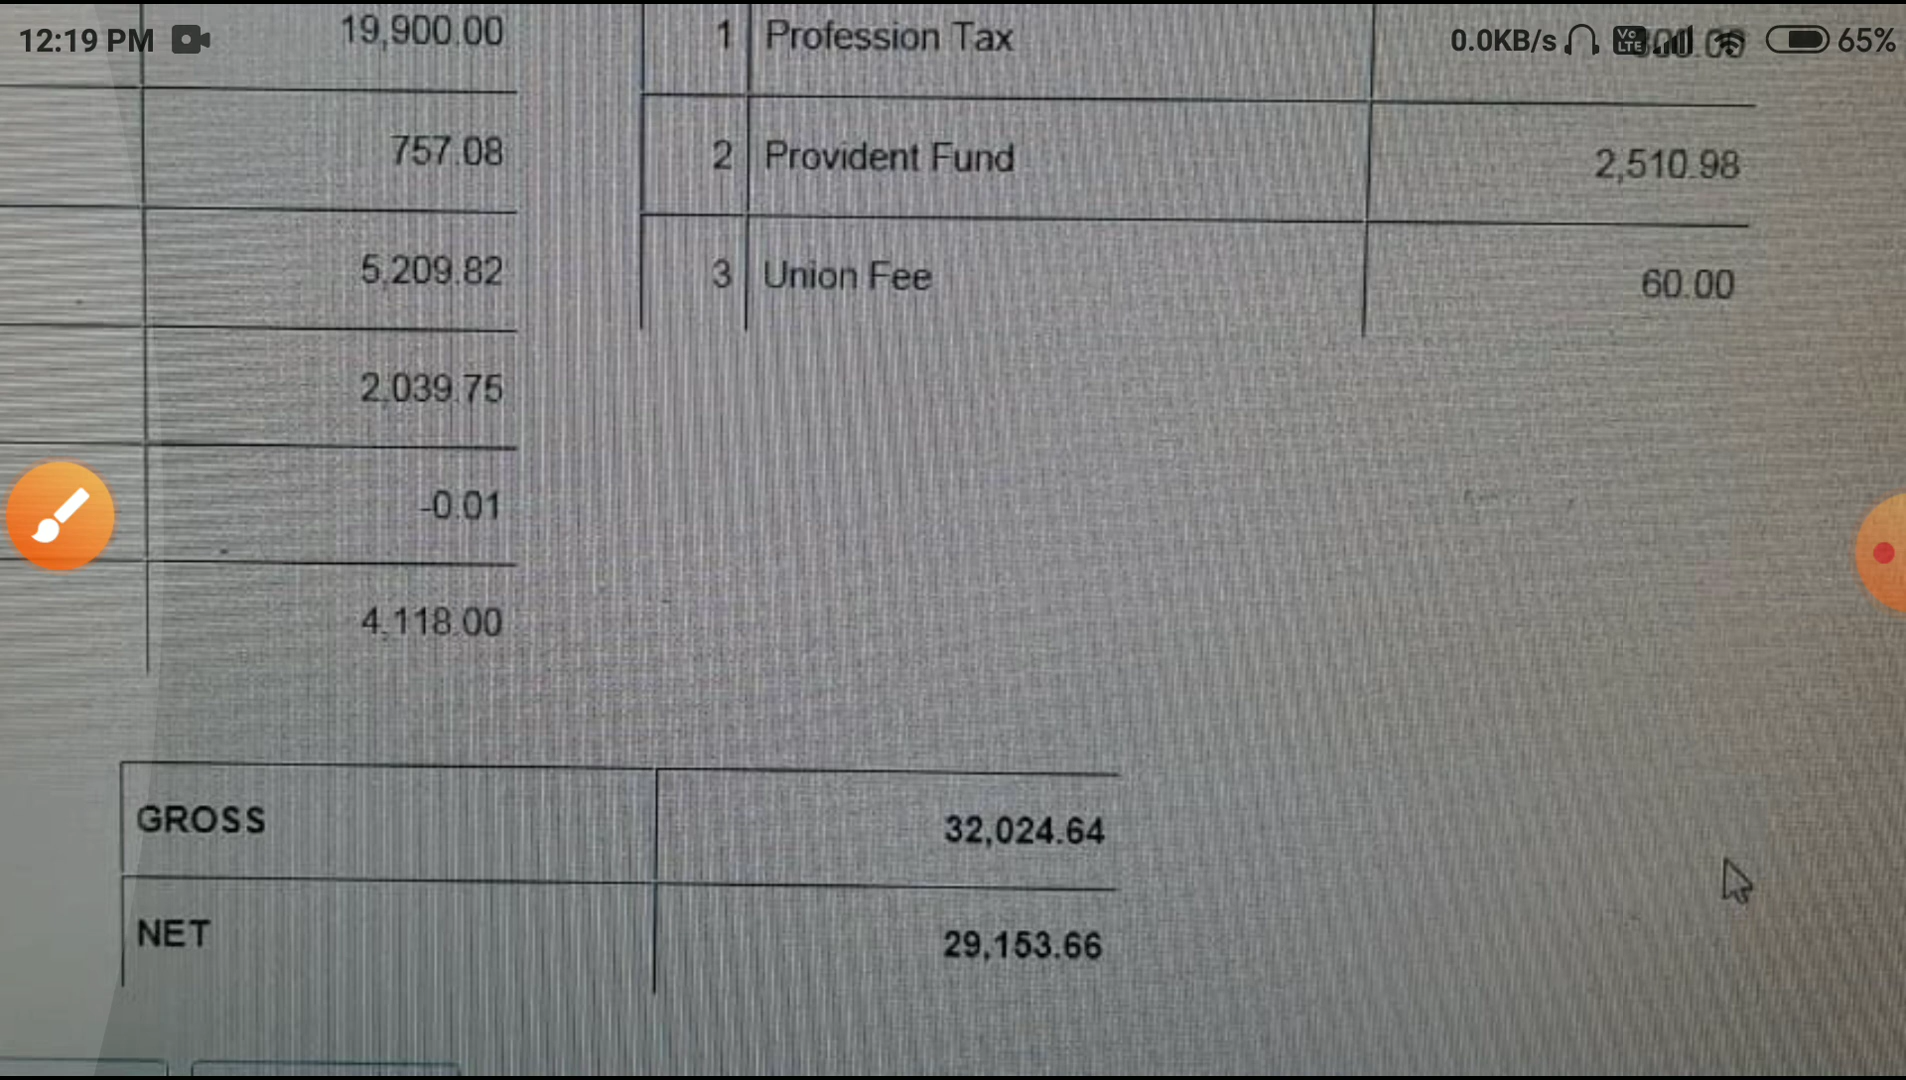 12:19 PM 0.0KB/s Vo LTE 65%
19,900.00 1 Profession Tax
757.08 2 Provident Fund 2,510.98
5,209.82 3 Union Fee 60.00
2,039.75
-0.01
4,118.00
GROSS 32,024.64
NET 29,153.66